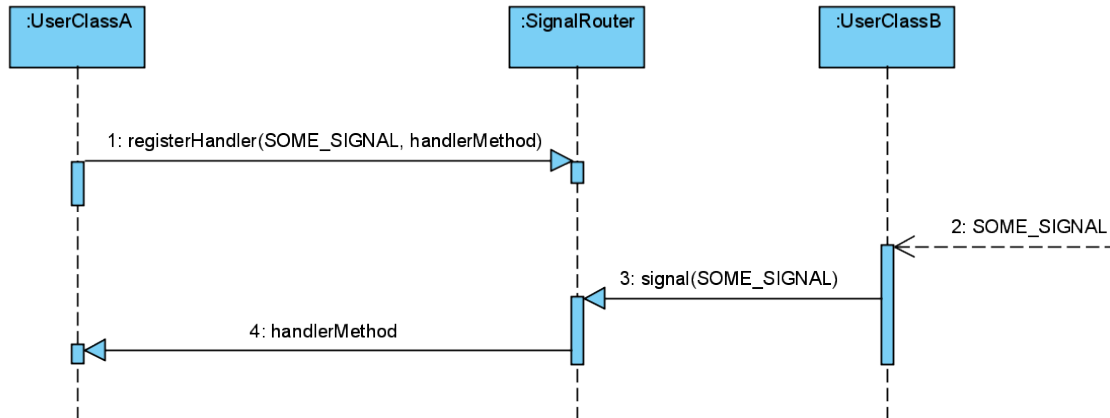 :UserClassA
:SignalRouter
:UserClassB
1: registerHandler(SOME_SIGNAL, handlerMethod)
2: SOME_SIGNAL
3: signal(SOME_SIGNAL)
4: handlerMethod